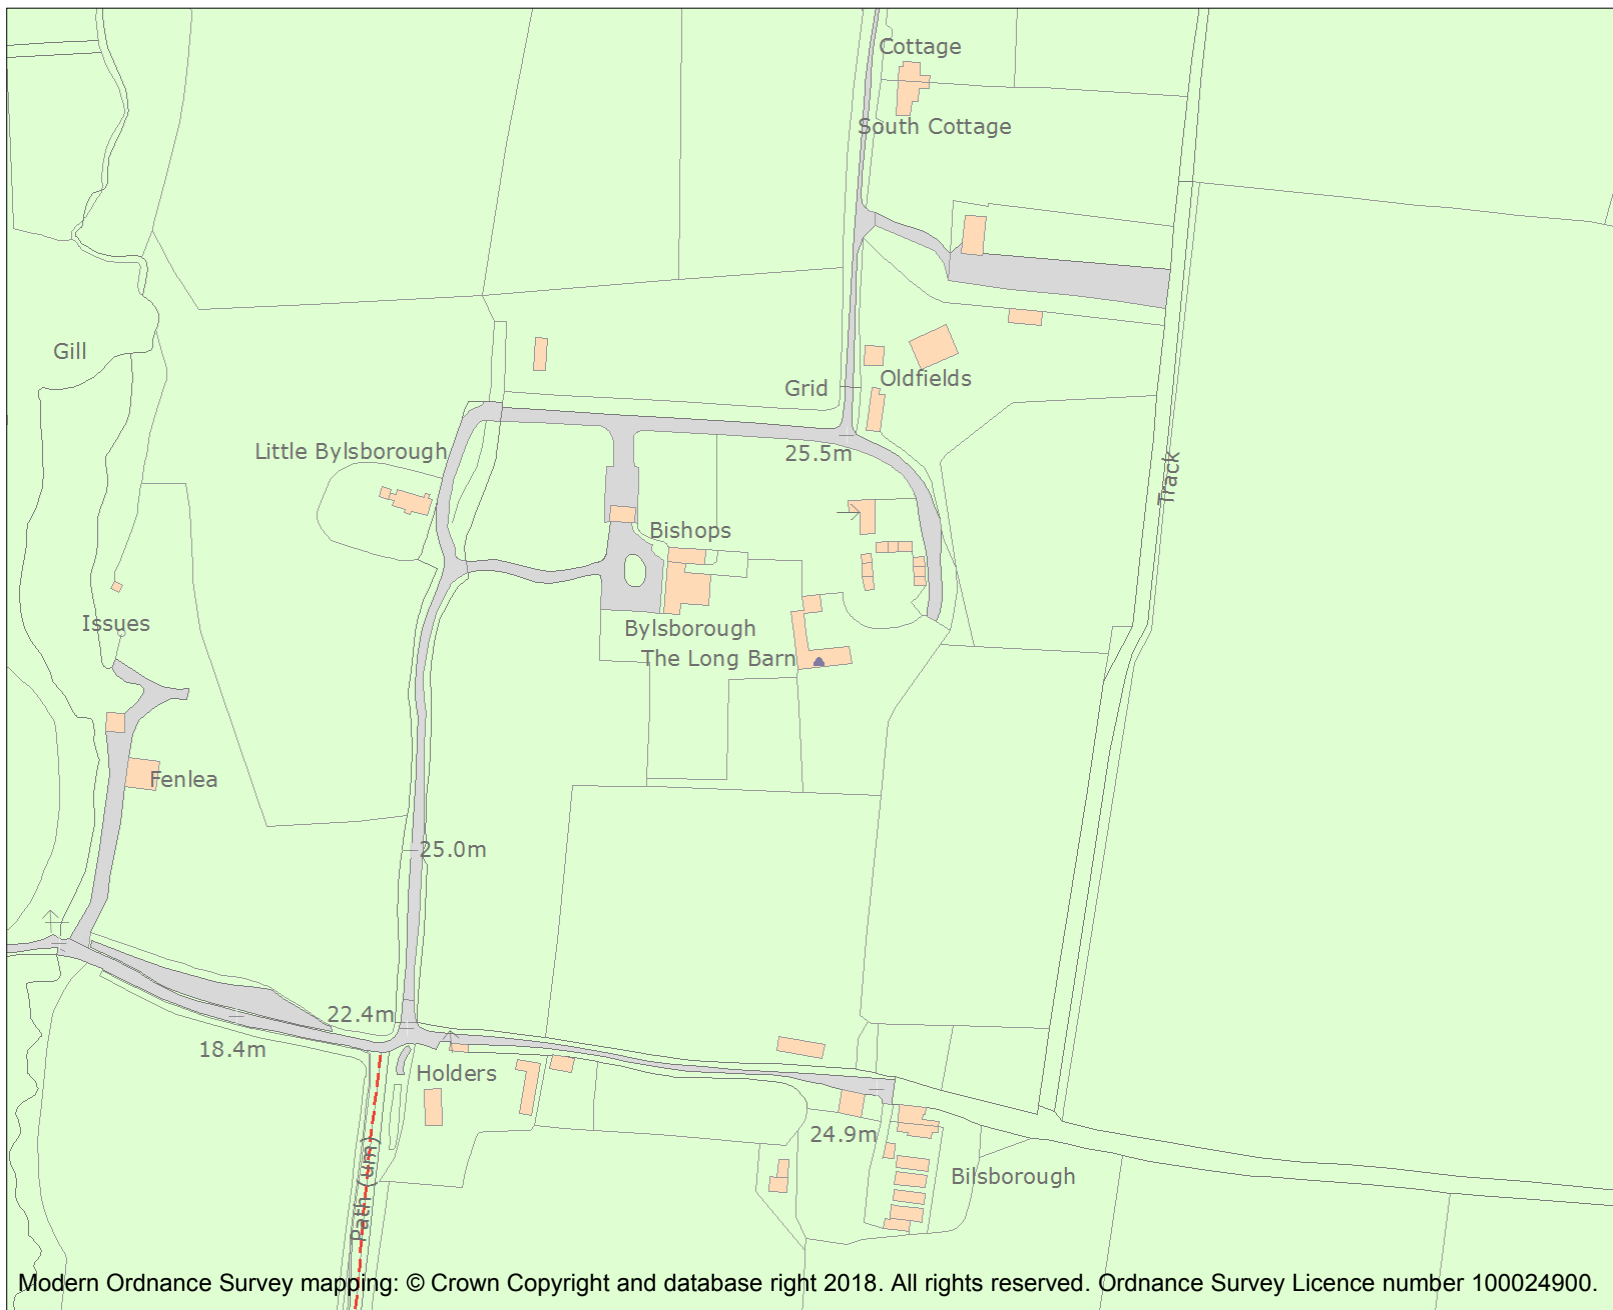 Cottage
South Cottage
Gill
Oldfields
Grid
Little Bylsborough
25.5m
Track
Bishops
Issues
Bylsborough
The Long Barn
Fenlea
25.0m
22.4m
18.4m
Holders
24.9m
Path (um)
Bilsborough
Modern Ordnance Survey mapping: © Crown Copyright and database right 2018. All rights reserved. Ordnance Survey Licence number 100024900.